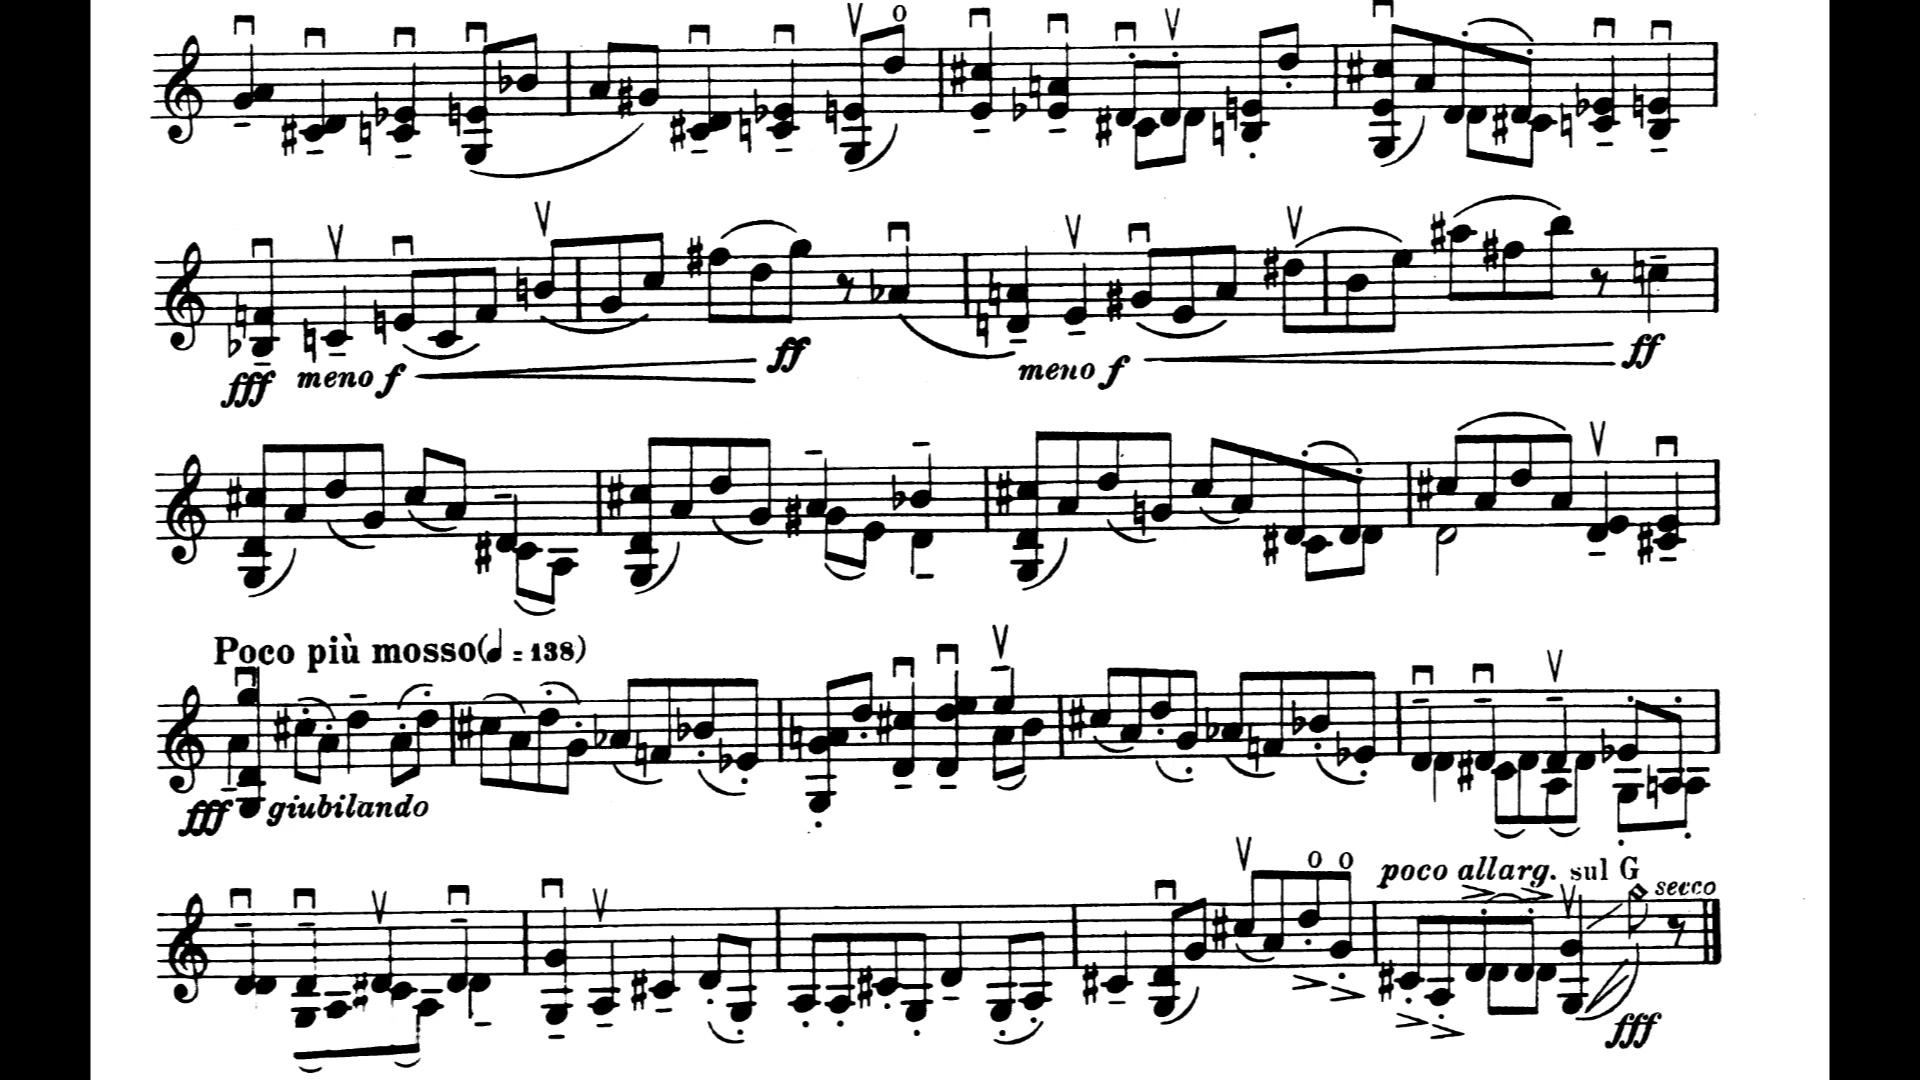 fff meno f ff meno f ff
Poco più mosso (♩ = 138)
fff giubilando
poco allarg. sul G secco
fff